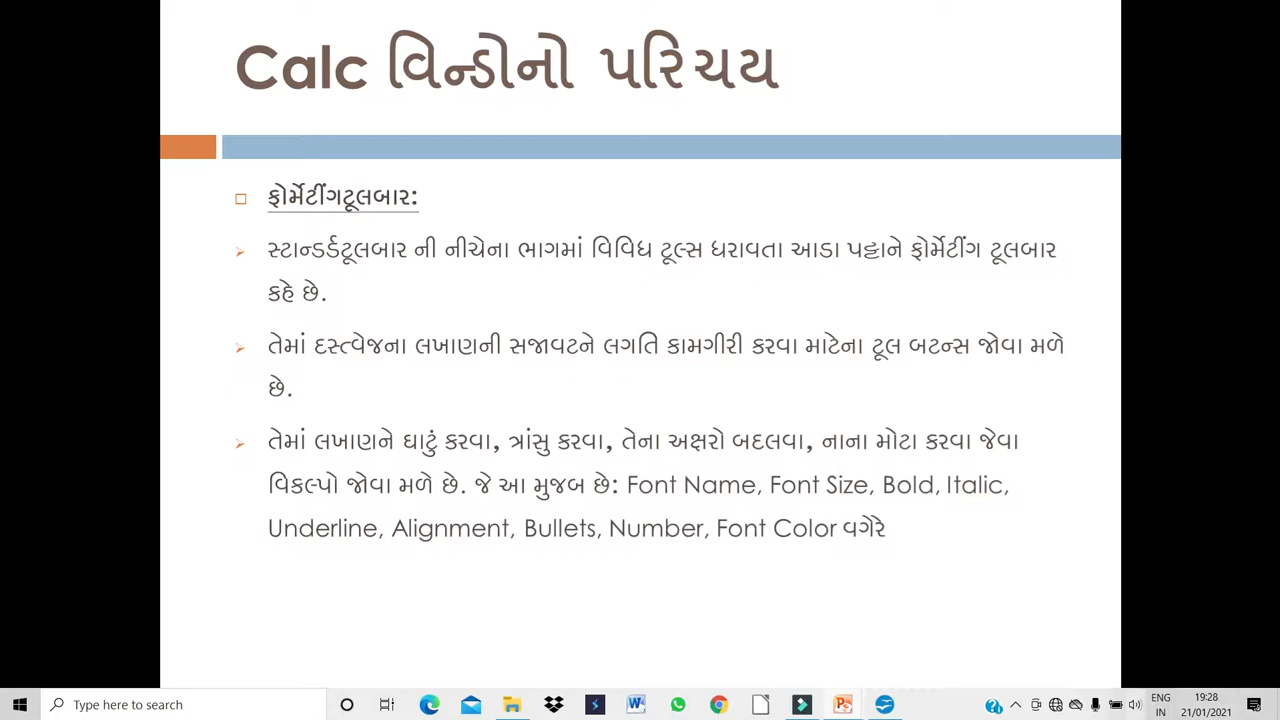 Calc વિન્ડોનો પરિચય
ફોર્મેટીંગટૂલબાર:
સ્ટાન્ડર્ડટૂલબાર ની નીચેના ભાગમાં વિવિધ ટૂલ્સ ધરાવતા આડા પટ્ટાને ફોર્મેટીંગ ટૂલબાર
કહે છે.
તેમાં દસ્ત્વેજના લખાણની સજાવટને લગતિ કામગીરી કરવા માટેના ટૂલ બટન્સ જોવા મળે
છે.
તેમાં લખાણને ઘાટું કરવા, ત્રાંસુ કરવા, તેના અક્ષરો બદલવા, નાના મોટા કરવા જેવા
વિકલ્પો જોવા મળે છે. જે આ મુજબ છે: Font Name, Font Size, Bold, Italic,
Underline, Alignment, Bullets, Number, Font Color વગેરે
Type here to search
ENG
IN
19:28
21/01/2021